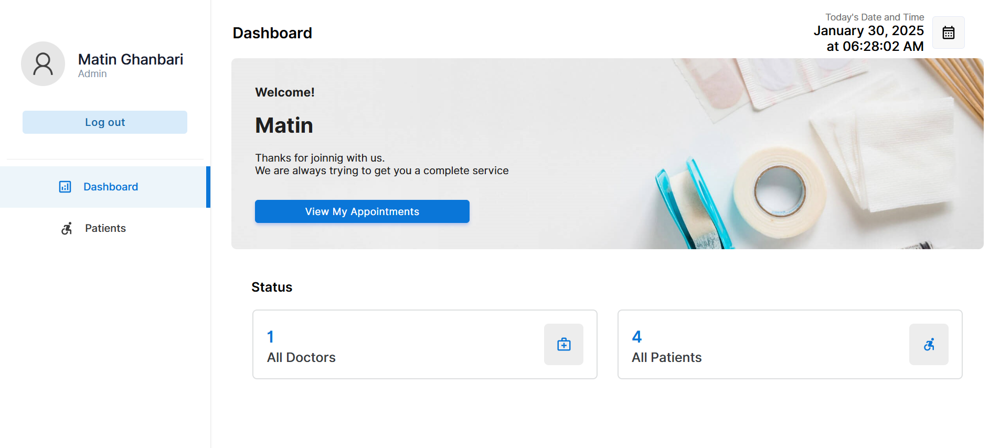 Matin Ghanbari
Admin
Log out
Dashboard
Patients
Dashboard
Today's Date and Time
January 30, 2025
at 06:28:02 AM
Welcome!
Matin
Thanks for joinnig with us.
We are always trying to get you a complete service
View My Appointments
Status
1
All Doctors
4
All Patients